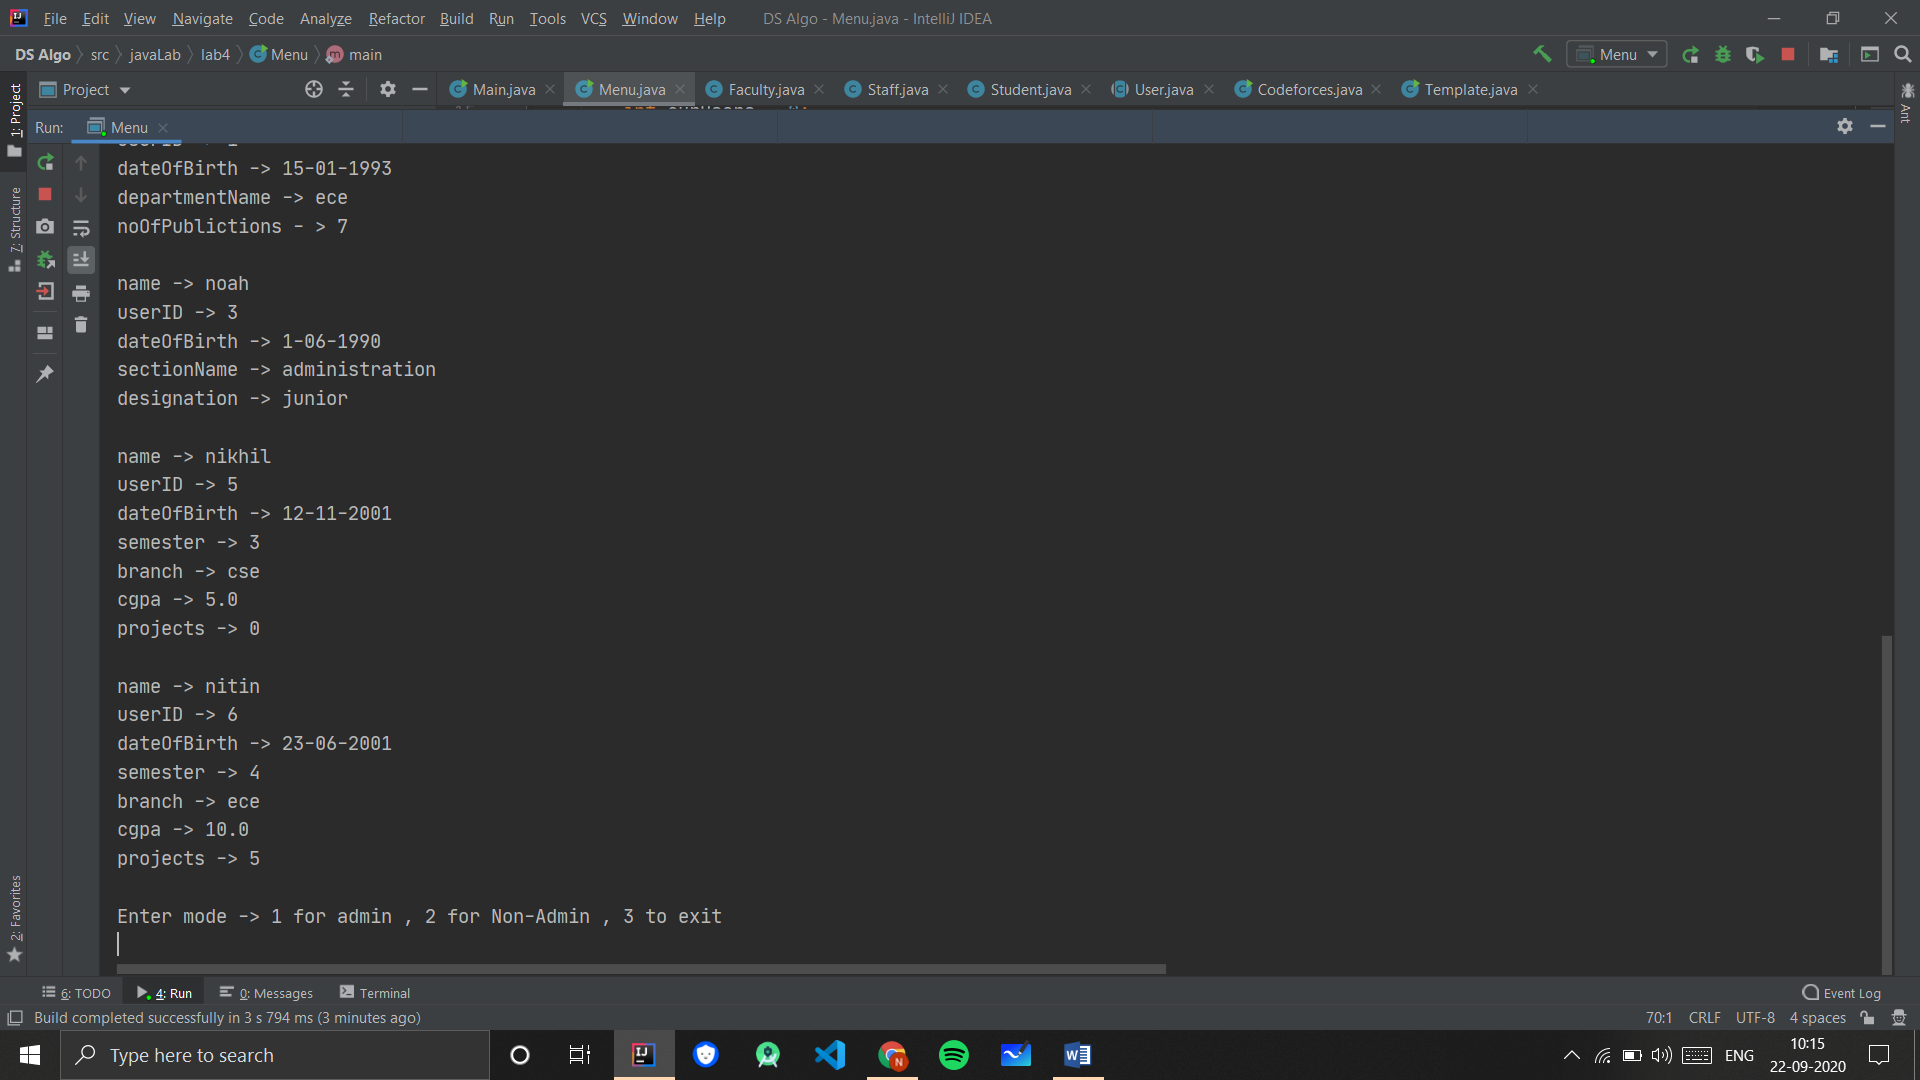 File Edit View Navigate Code Analyze Refactor Build Run Tools VCS Window Help DS Algo - Menu.java - IntelliJ IDEA
DS Algo src javaLab lab4 Menu main Menu
Project Main.java Menu.java Faculty.java Staff.java Student.java User.java Codeforces.java Template.java
1: Project
7: Structure
2: Favorites
Ant
Run: Menu
dateOfBirth -> 15-01-1993
departmentName -> ece
noOfPublictions - > 7
name -> noah
userID -> 3
dateOfBirth -> 1-06-1990
sectionName -> administration
designation -> junior
name -> nikhil
userID -> 5
dateOfBirth -> 12-11-2001
semester -> 3
branch -> cse
cgpa -> 5.0
projects -> 0
name -> nitin
userID -> 6
dateOfBirth -> 23-06-2001
semester -> 4
branch -> ece
cgpa -> 10.0
projects -> 5
Enter mode -> 1 for admin , 2 for Non-Admin , 3 to exit
6: TODO 4: Run 0: Messages Terminal Event Log
Build completed successfully in 3 s 794 ms (3 minutes ago) 70:1 CRLF UTF-8 4 spaces
Type here to search ENG 10:15
22-09-2020